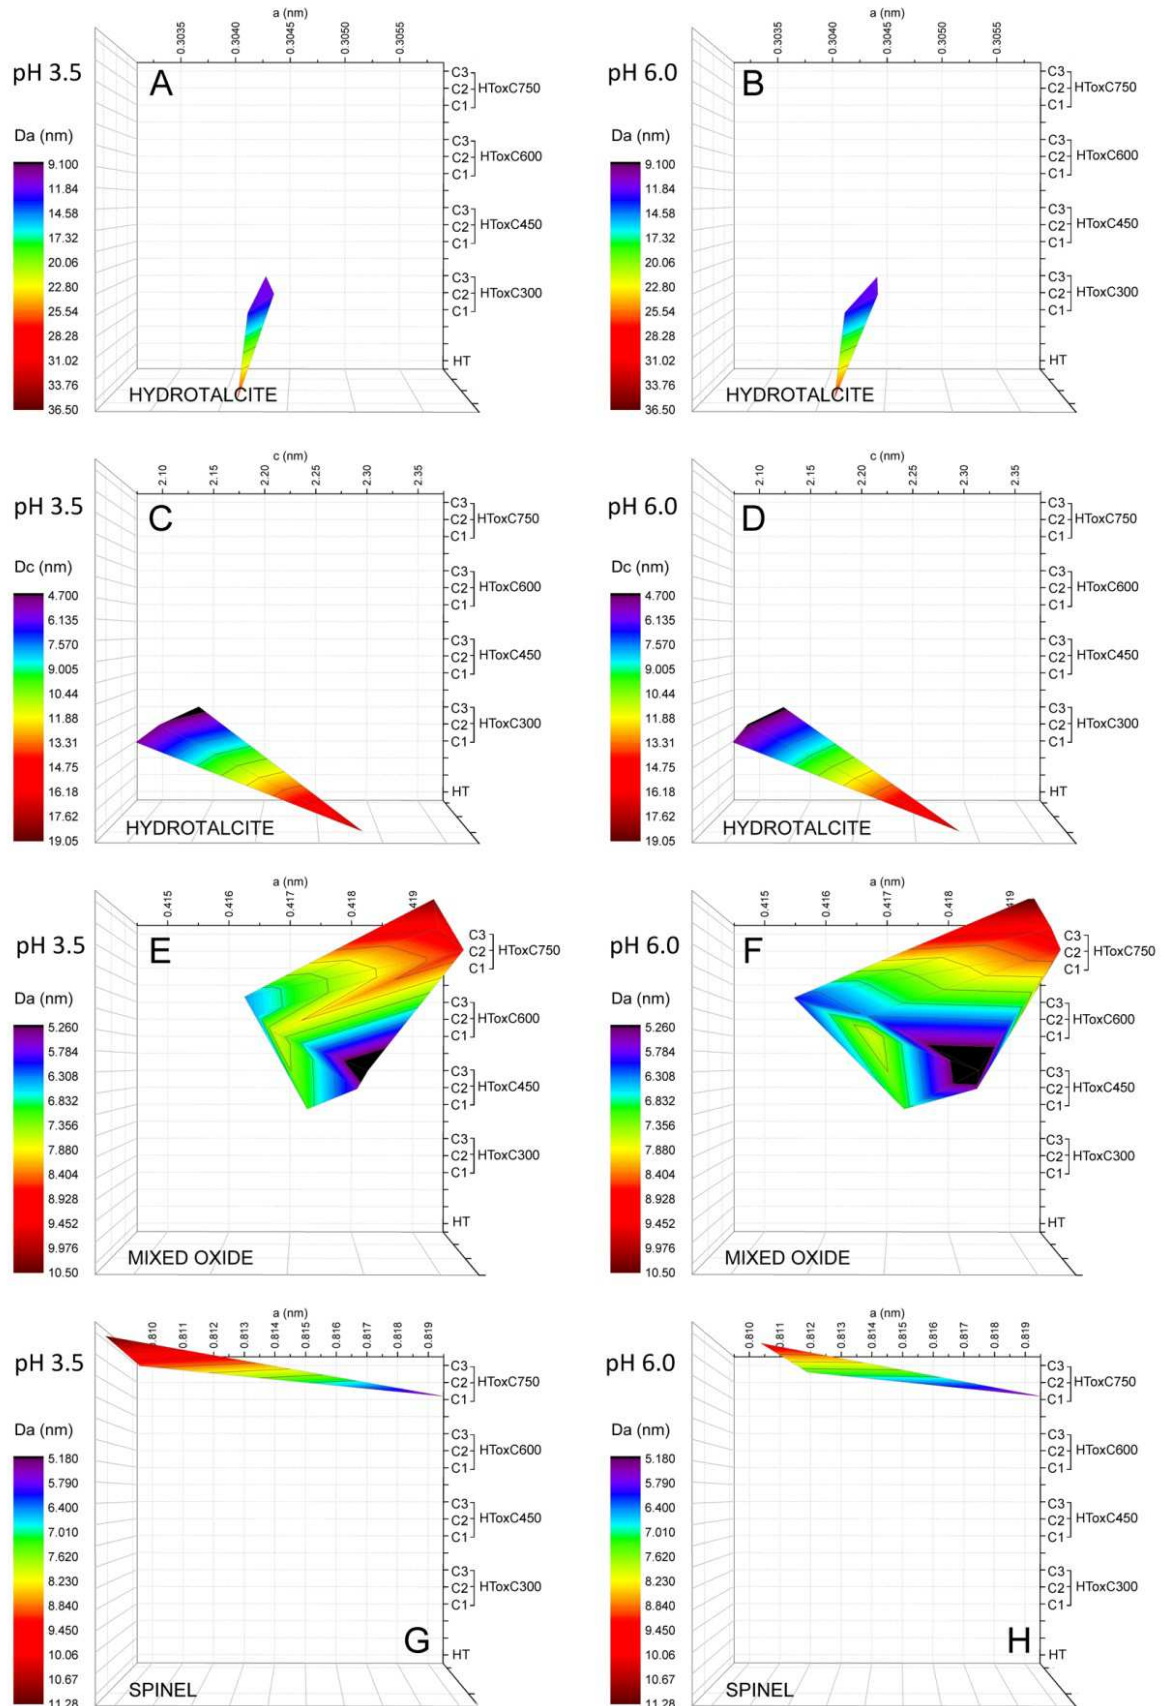 a (nm)
0.3035 0.3040 0.3045 0.3050 0.3055
pH 3.5
A
C3
C2 HToxC750
C1
Da (nm)
9.100
11.84
14.58
17.32
20.06
22.80
25.54
28.28
31.02
33.76
36.50
C3
C2 HToxC600
C1
C3
C2 HToxC450
C1
C3
C2 HToxC300
C1
HT
HYDROTALCITE
a (nm)
0.3035 0.3040 0.3045 0.3050 0.3055
pH 6.0
B
C3
C2 HToxC750
C1
Da (nm)
9.100
11.84
14.58
17.32
20.06
22.80
25.54
28.28
31.02
33.76
36.50
C3
C2 HToxC600
C1
C3
C2 HToxC450
C1
C3
C2 HToxC300
C1
HT
HYDROTALCITE
c (nm)
2.10 2.15 2.20 2.25 2.30 2.35
pH 3.5
C
C3
C2 HToxC750
C1
Dc (nm)
4.700
6.135
7.570
9.005
10.44
11.88
13.31
14.75
16.18
17.62
19.05
C3
C2 HToxC600
C1
C3
C2 HToxC450
C1
C3
C2 HToxC300
C1
HT
HYDROTALCITE
c (nm)
2.10 2.15 2.20 2.25 2.30 2.35
pH 6.0
D
C3
C2 HToxC750
C1
Dc (nm)
4.700
6.135
7.570
9.005
10.44
11.88
13.31
14.75
16.18
17.62
19.05
C3
C2 HToxC600
C1
C3
C2 HToxC450
C1
C3
C2 HToxC300
C1
HT
HYDROTALCITE
a (nm)
0.415 0.416 0.417 0.418 0.419
pH 3.5
E
C3
C2 HToxC750
C1
Da (nm)
5.260
5.784
6.308
6.832
7.356
7.880
8.404
8.928
9.452
9.976
10.50
C3
C2 HToxC600
C1
C3
C2 HToxC450
C1
C3
C2 HToxC300
C1
HT
MIXED OXIDE
a (nm)
0.415 0.416 0.417 0.418 0.419
pH 6.0
F
C3
C2 HToxC750
C1
Da (nm)
5.260
5.784
6.308
6.832
7.356
7.880
8.404
8.928
9.452
9.976
10.50
C3
C2 HToxC600
C1
C3
C2 HToxC450
C1
C3
C2 HToxC300
C1
HT
MIXED OXIDE
a (nm)
0.810 0.811 0.812 0.813 0.814 0.815 0.816 0.817 0.818 0.819
pH 3.5
C3
C2 HToxC750
C1
Da (nm)
5.180
5.790
6.400
7.010
7.620
8.230
8.840
9.450
10.06
10.67
11.28
C3
C2 HToxC600
C1
C3
C2 HToxC450
C1
C3
C2 HToxC300
C1
G
HT
SPINEL
a (nm)
0.810 0.811 0.812 0.813 0.814 0.815 0.816 0.817 0.818 0.819
pH 6.0
C3
C2 HToxC750
C1
Da (nm)
5.180
5.790
6.400
7.010
7.620
8.230
8.840
9.450
10.06
10.67
11.28
C3
C2 HToxC600
C1
C3
C2 HToxC450
C1
C3
C2 HToxC300
C1
H
HT
SPINEL